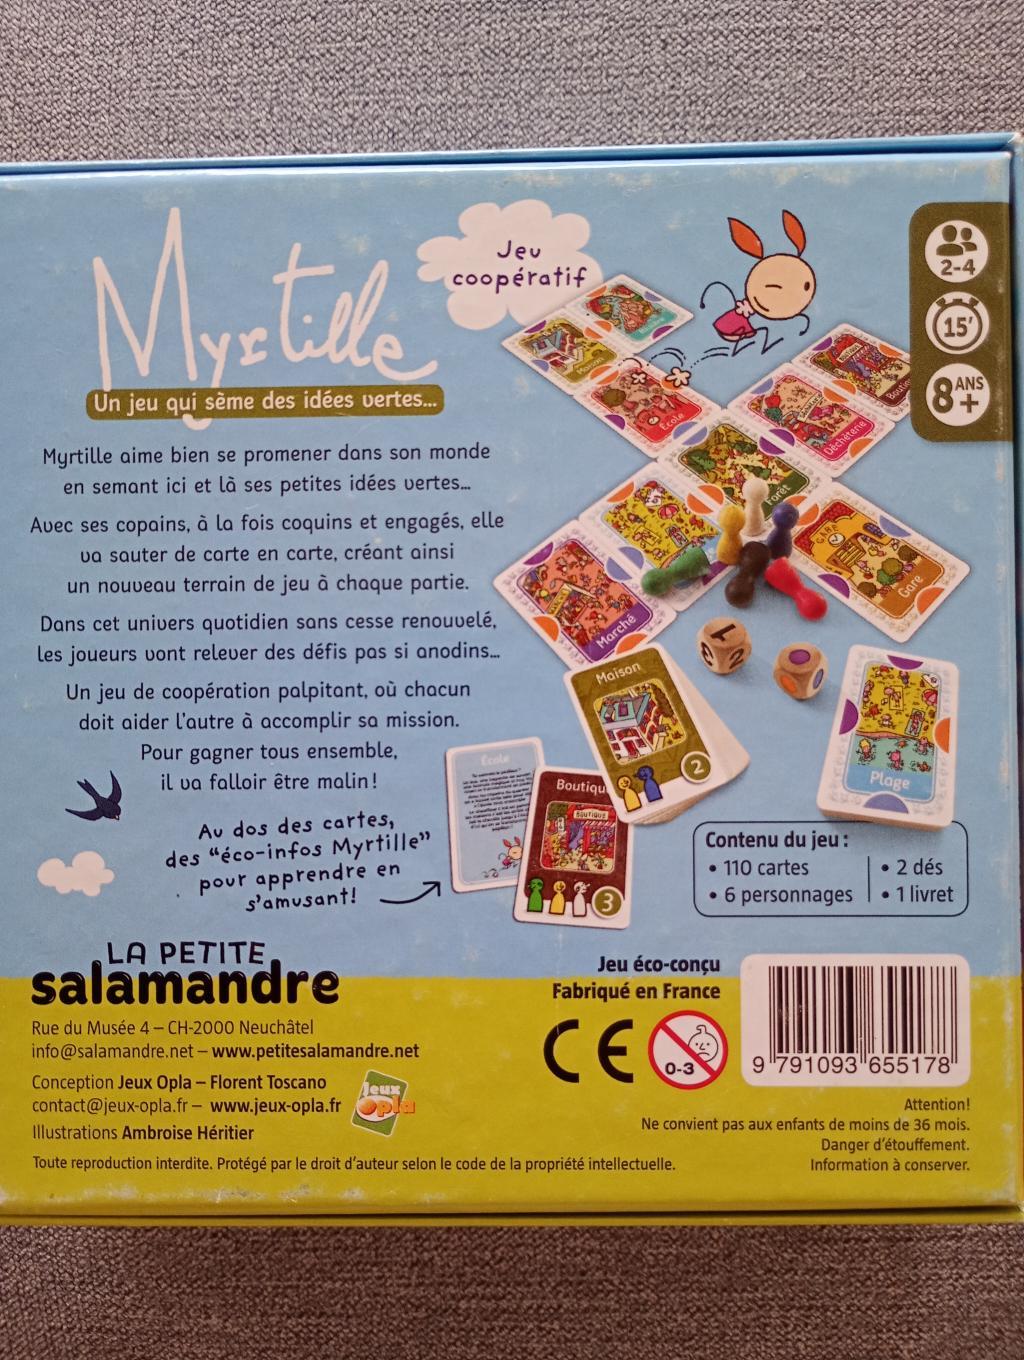 Myrtille
Un jeu qui sème des idées vertes...
Jeu
coopératif
2-4
15'
8 ANS +
Myrtille aime bien se promener dans son monde
en semant ici et là ses petites idées vertes...
Avec ses copains, à la fois coquins et engagés, elle
va sauter de carte en carte, créant ainsi
un nouveau terrain de jeu à chaque partie.
Dans cet univers quotidien sans cesse renouvelé,
les joueurs vont relever des défis pas si anodins...
Un jeu de coopération palpitant, où chacun
doit aider l'autre à accomplir sa mission.
Pour gagner tous ensemble,
il va falloir être malin !
Au dos des cartes,
des "éco-infos Myrtille"
pour apprendre en
s'amusant!
Maison
École
Boutique
Déchèterie
Forêt
GARE
Gare
Marché
1
3
2
Maison
2
Plage
École
Boutique
BOUTIQUE
3
Contenu du jeu :
• 110 cartes
• 6 personnages
• 2 dés
• 1 livret
LA PETITE
salamandre
Rue du Musée 4 – CH-2000 Neuchâtel
info@salamandre.net – www.petitesalamandre.net
Conception Jeux Opla – Florent Toscano
contact@jeux-opla.fr – www.jeux-opla.fr
Illustrations Ambroise Héritier
Jeux
Opla
Toute reproduction interdite. Protégé par le droit d'auteur selon le code de la propriété intellectuelle.
Jeu éco-conçu
Fabriqué en France
CE
0-3
9 791093 655178
Attention!
Ne convient pas aux enfants de moins de 36 mois.
Danger d'étouffement.
Information à conserver.